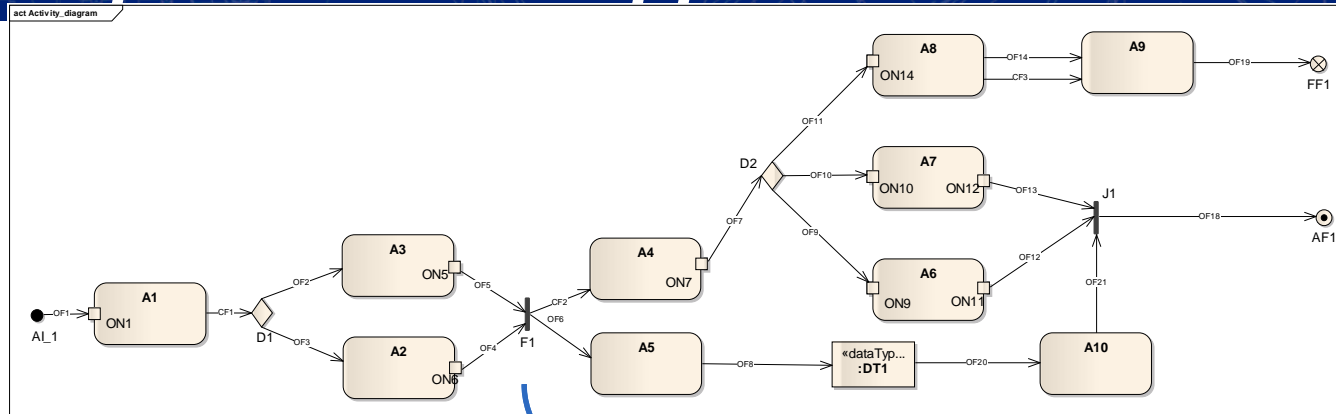 act Activity_diagram
A8
ON14
OF14
CF3
A9
OF19
FF1
OF11
D2
OF10
A7
ON10
ON12
OF13
J1
OF18
AF1
OF7
OF9
A6
ON9
ON11
OF12
A3
ON5
OF2
OF5
A4
ON7
CF2
OF6
OF21
AI_1
OF1
A1
ON1
CF1
D1
OF3
A2
ON6
OF4
F1
A5
OF8
«dataTyp...
:DT1
OF20
A10